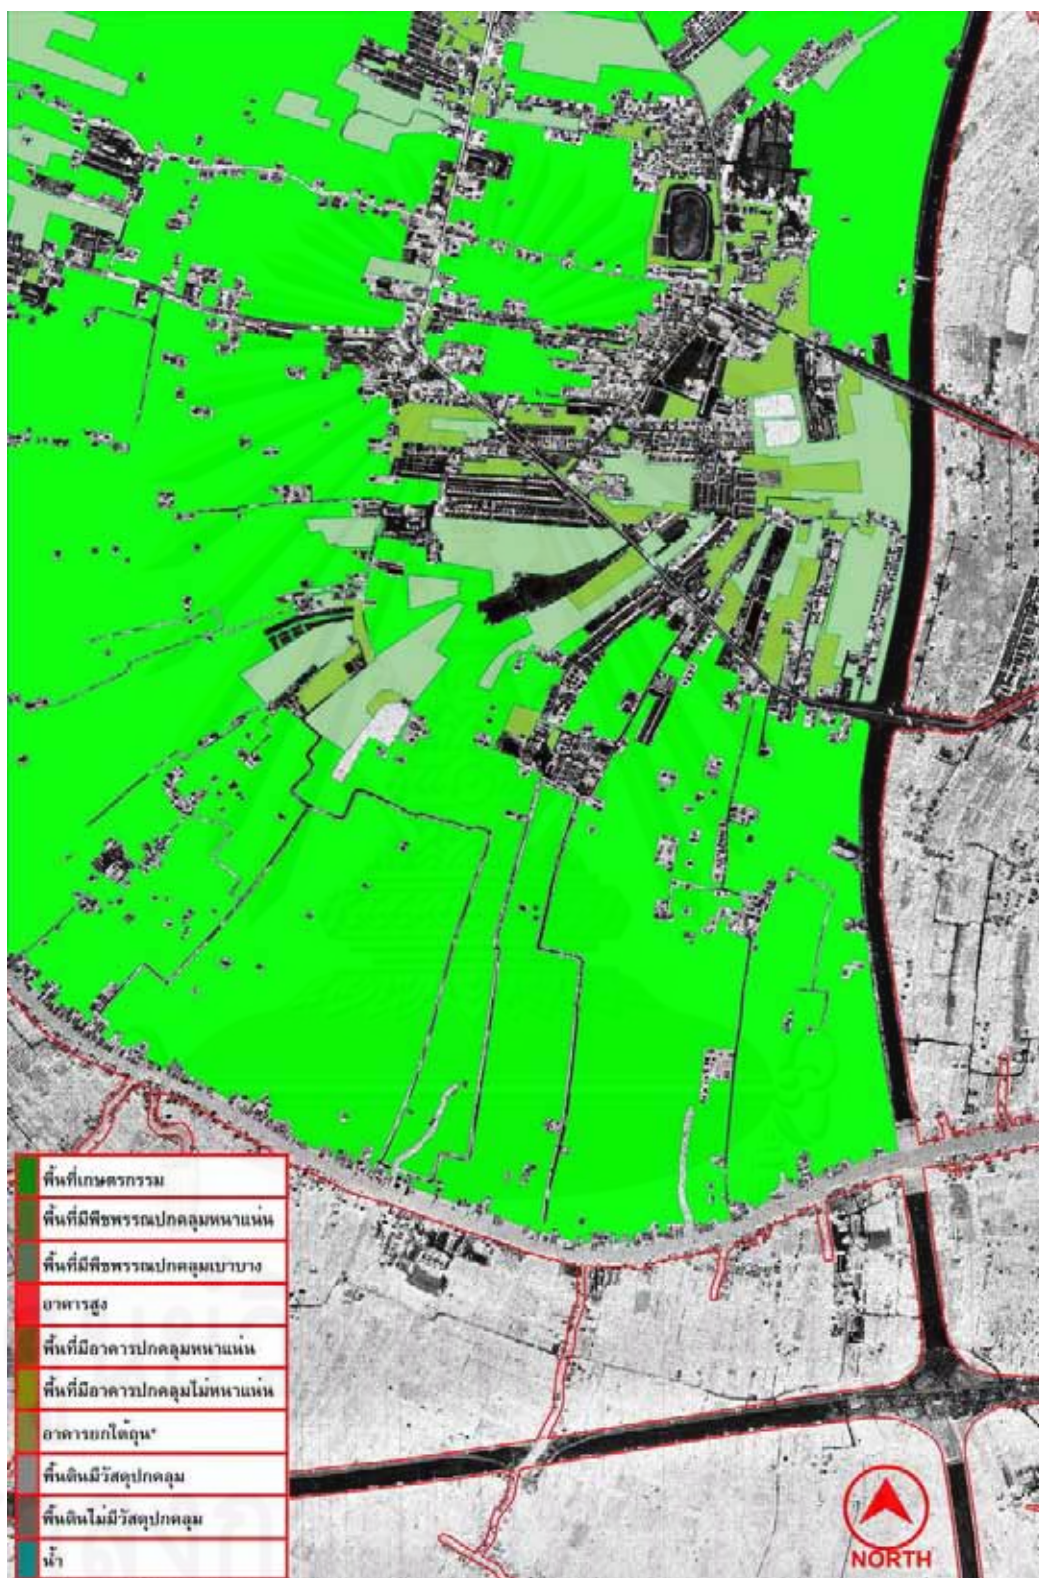 พื้นที่เกษตรกรรม
พื้นที่มีพืชพรรณปกคลุมหนาแน่น
พื้นที่มีพืชพรรณปกคลุมเบาบาง
อาคารสูง
พื้นที่มีอาคารปกคลุมหนาแน่น
พื้นที่มีอาคารปกคลุมไม่หนาแน่น
อาคารยกใต้ถุน*
พื้นดินมีวัสดุปกคลุม
พื้นดินไม่มีวัสดุปกคลุม
น้ำ
NORTH